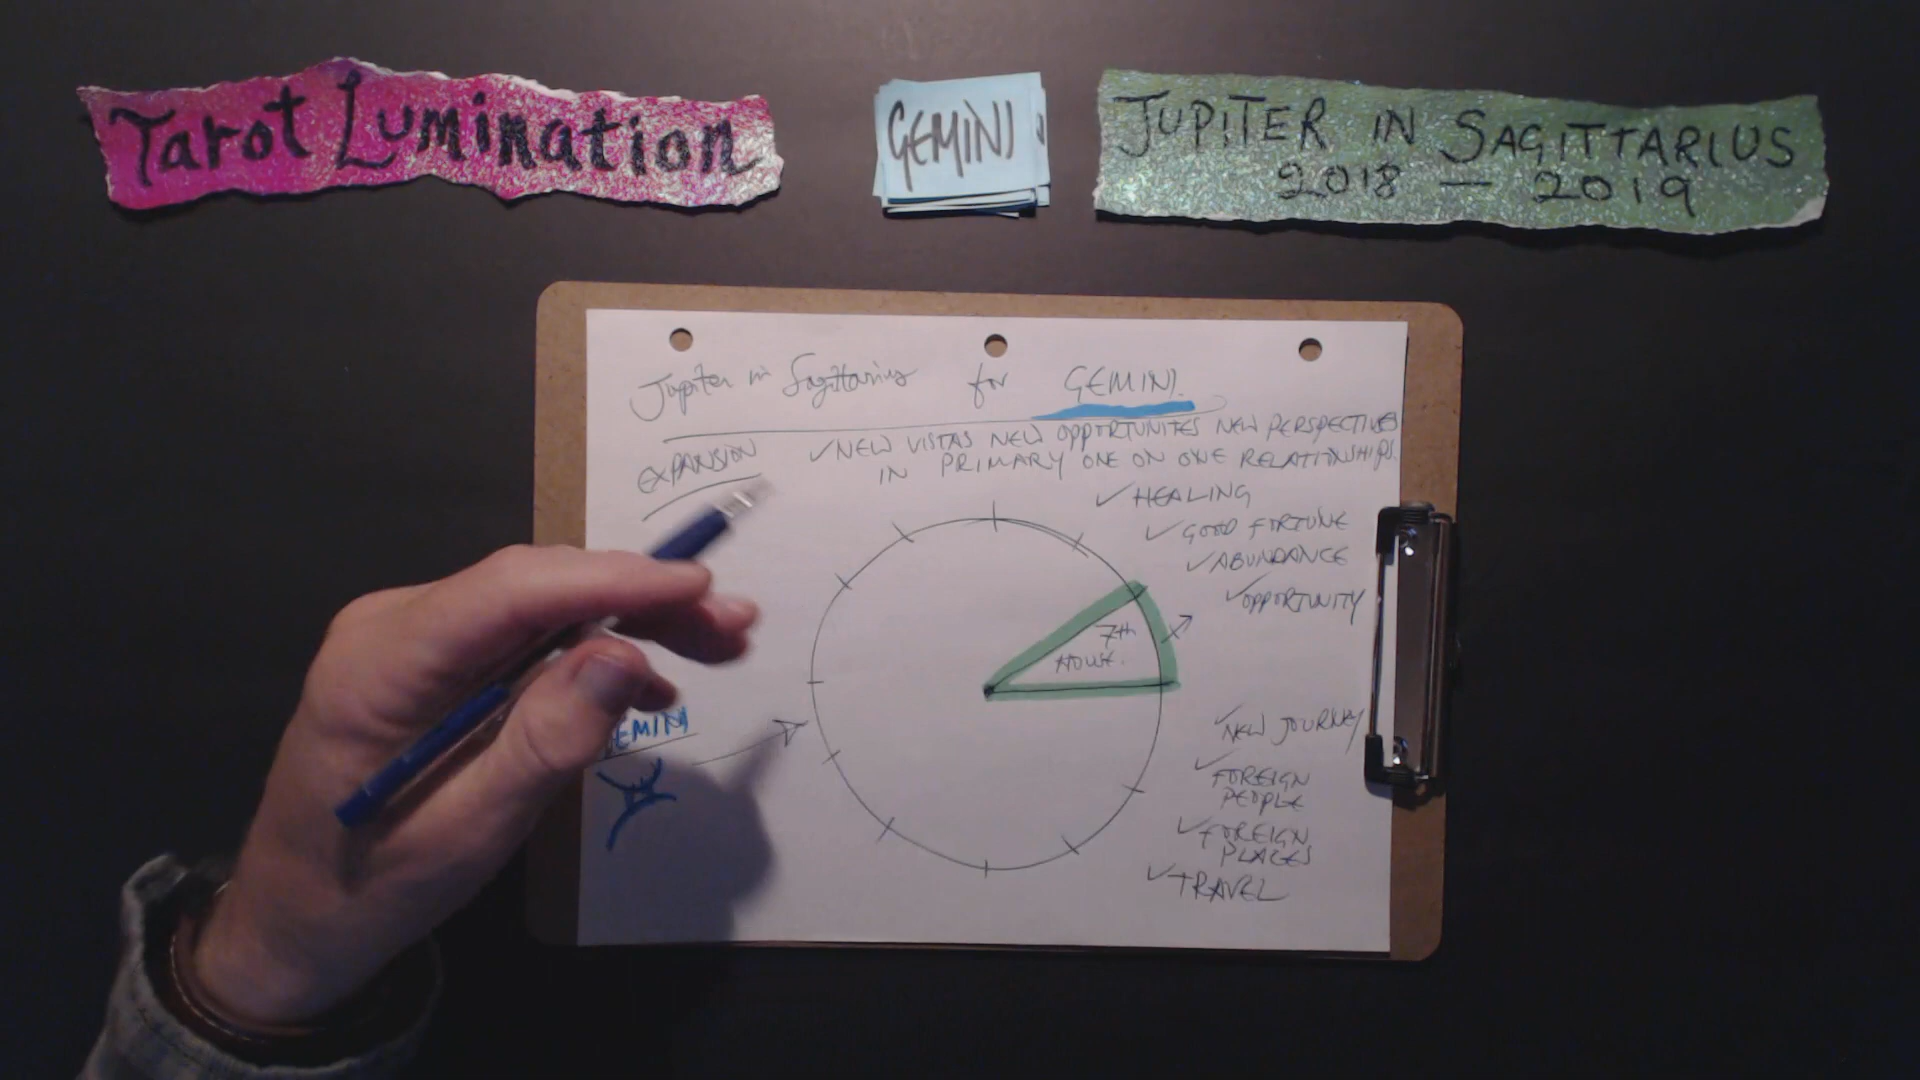 Tarot Lumination
GEMINI
JUPITER IN SAGITTARIUS
2018 — 2019
Jupiter in Sagittarius for GEMINI.
EXPANSION
✓NEW VISTAS NEW OPPORTUNITES NEW PERSPECTIVES
IN PRIMARY ONE ON ONE RELATIONSHIPS.
✓HEALING
✓GOOD FORTUNE
✓ABUNDANCE
✓OPPORTUNITY
7th
HOUSE.
EMINI
✓NEW JOURNEY
✓FOREIGN
PEOPLE
✓FOREIGN
PLACES
✓TRAVEL